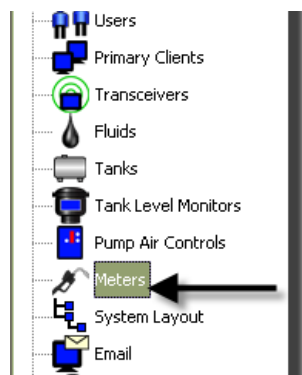 Users
Primary Clients
Transceivers
Fluids
Tanks
Tank Level Monitors
Pump Air Controls
Meters
System Layout
Email